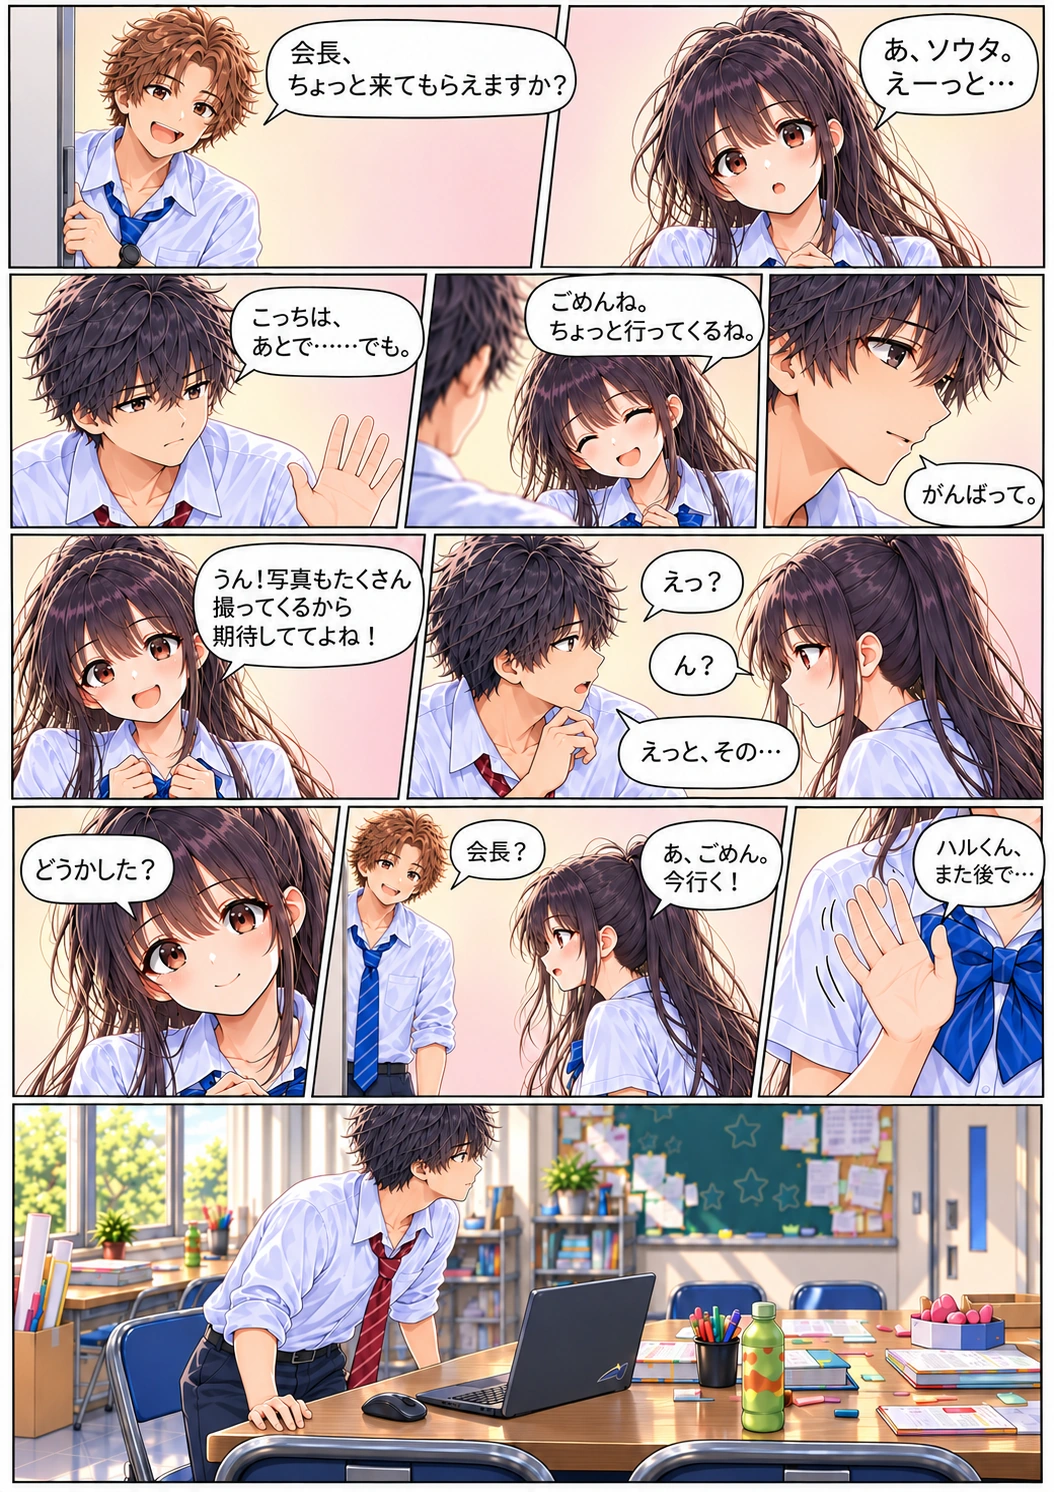 会長、
ちょっと来てもらえますか?
あ、ソウタ。
えーっと…
こっちは、
あとで……でも。
ごめんね。
ちょっと行ってくるね。
がんばって。
うん!写真もたくさん
撮ってくるから
期待しててよね!
えっ?
ん?
えっと、その…
どうかした?
会長?
あ、ごめん。
今行く!
ハルくん、
また後で…